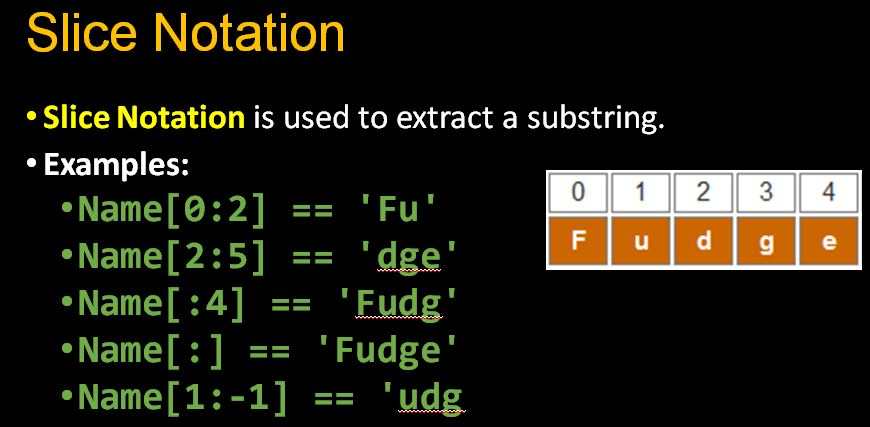 Slice Notation
• Slice Notation is used to extract a substring.
• Examples:
• Name[0:2] == 'Fu'
• Name[2:5] == 'dge'
• Name[:4] == 'Fudg'
• Name[:] == 'Fudge'
• Name[1:-1] == 'udg
0 1 2 3 4
F u d g e